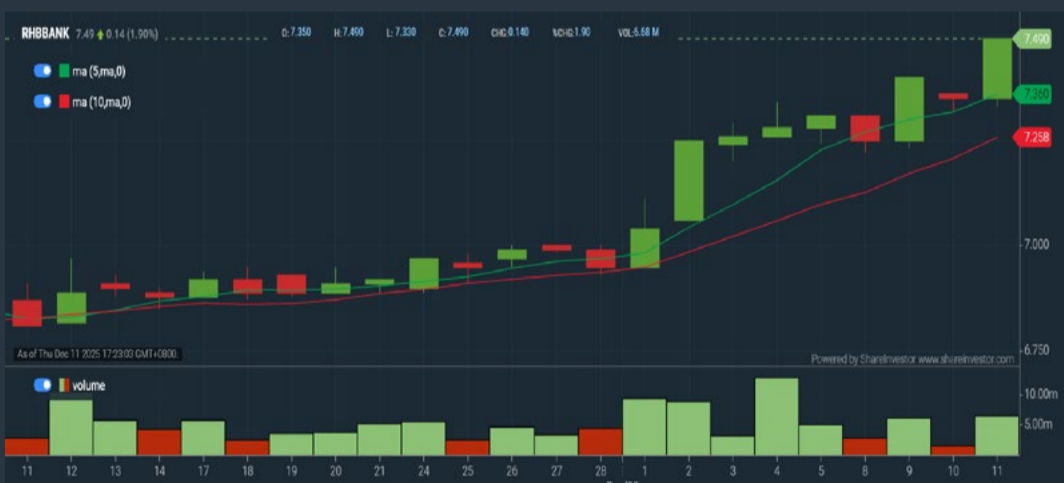 RHBBANK 7.49 0.14 (1.90%) O:7.350 H:7.490 L:7.330 C:7.490 CHG:0.140 %CHG:1.90 VOL:6.68 M
7.490
ma (5,ma,0)
7.360
ma (10,ma,0)
7.258
7.000
6.750
As of Thu Dec 11 2025 17:23:03 GMT+0800.
Powered by ShareInvestor www.shareinvestor.com
volume
10.00m
5.00m
11 12 13 14 17 18 19 20 21 24 25 26 27 28 1 2 3 4 5 8 9 10 11